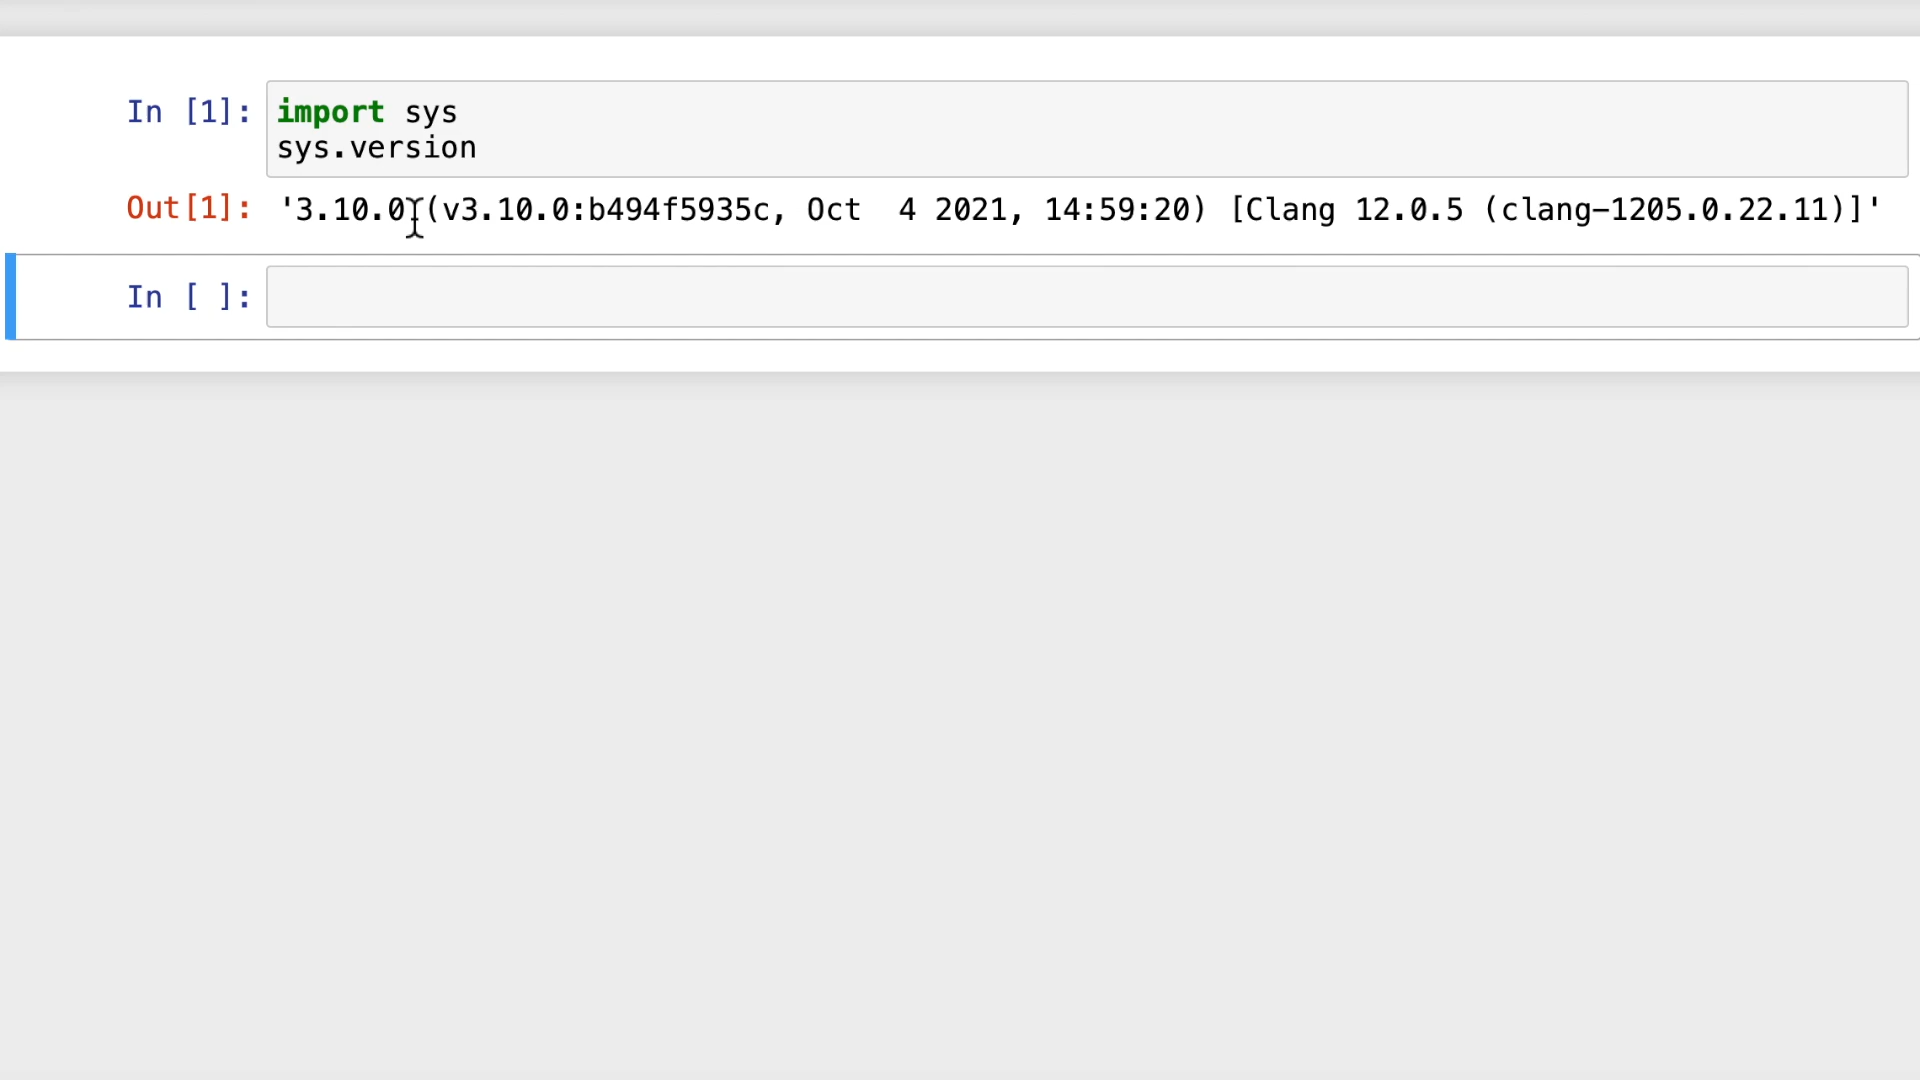 In [1]: import sys
sys.version
Out[1]: '3.10.0 (v3.10.0:b494f5935c, Oct  4 2021, 14:59:20) [Clang 12.0.5 (clang-1205.0.22.11)]'
In [ ]: